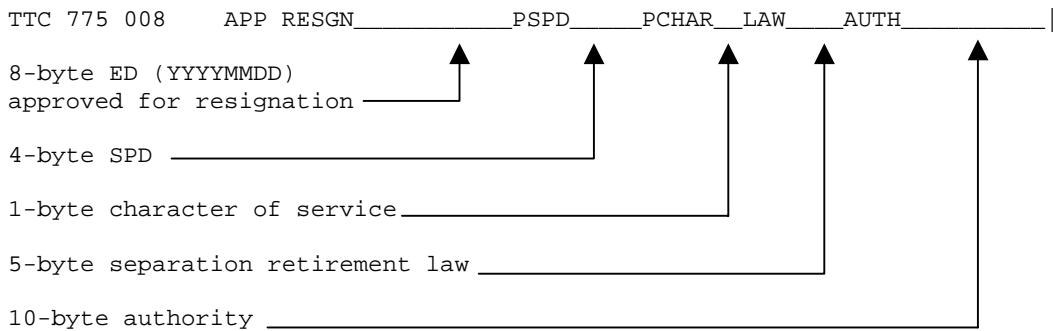 TTC 775 008 APP RESGN___________PSPD_____PCHAR__LAW____AUTH__________|
8-byte ED (YYYYMMDD)
approved for resignation
4-byte SPD
1-byte character of service
5-byte separation retirement law
10-byte authority